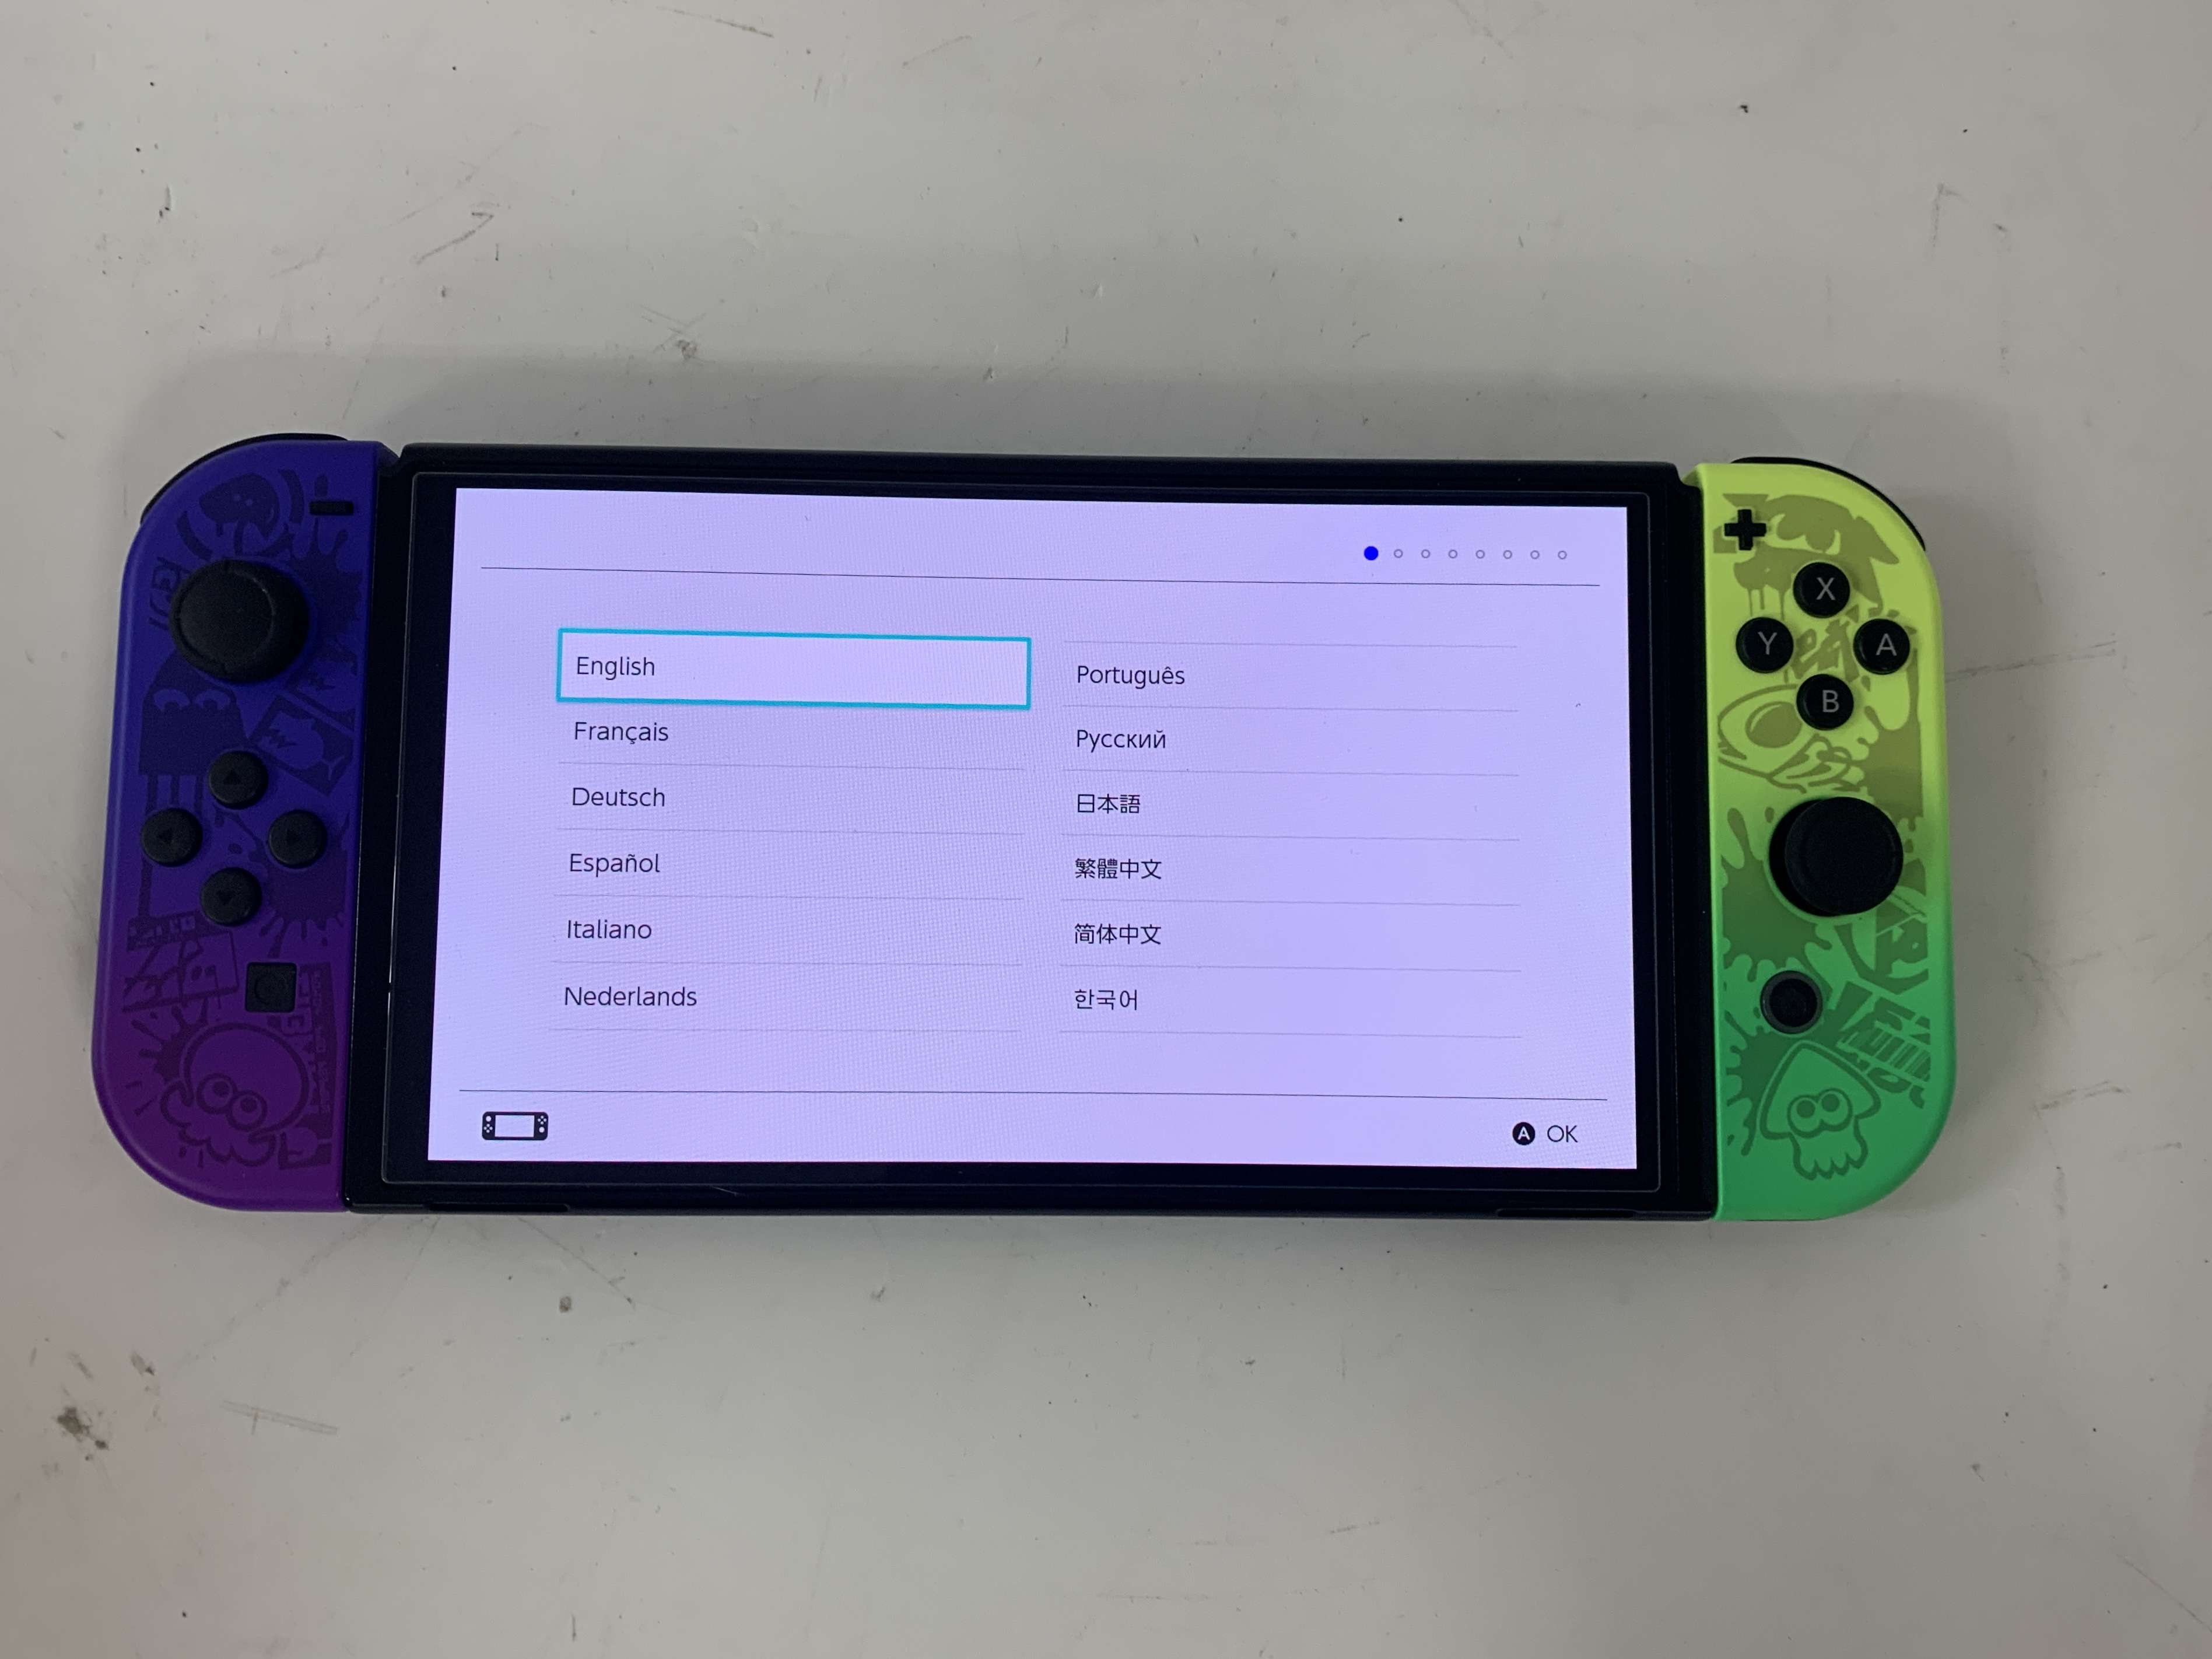 English
Français
Deutsch
Español
Italiano
Nederlands
Português
Русский
日本語
繁體中文
简体中文
한국어
A OK
X
Y
A
B